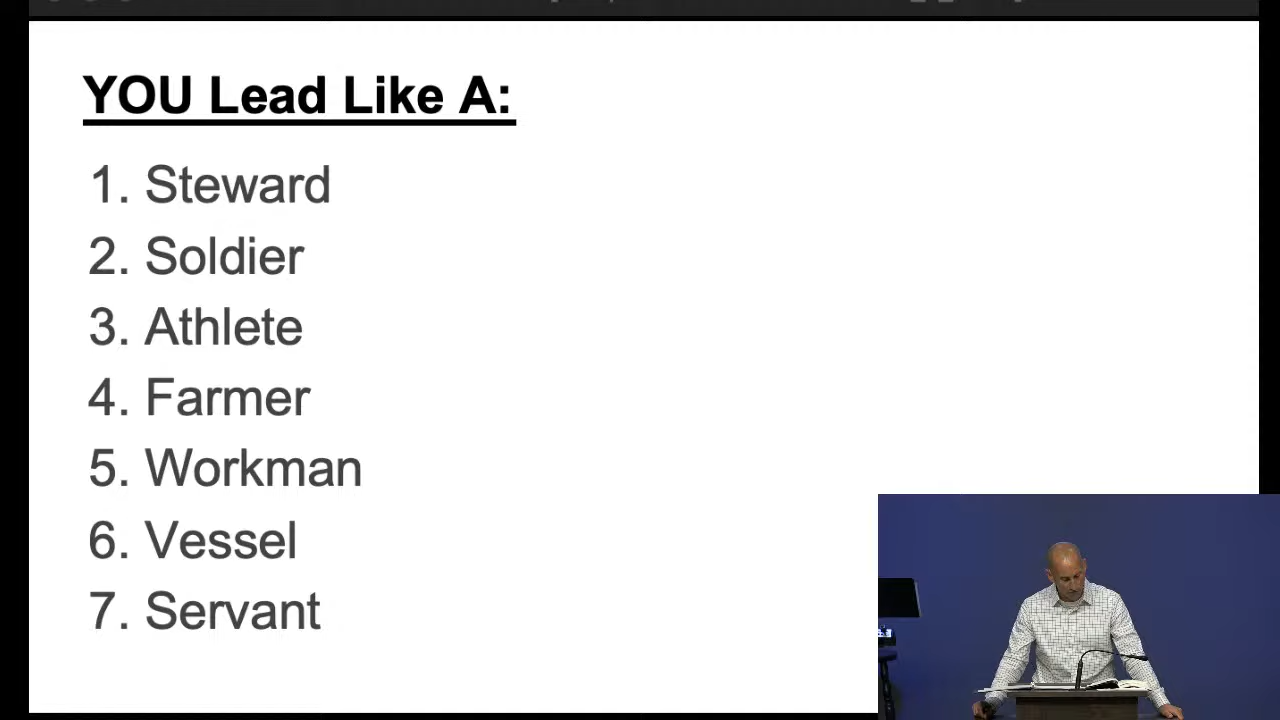 YOU Lead Like A:
1. Steward
2. Soldier
3. Athlete
4. Farmer
5. Workman
6. Vessel
7. Servant